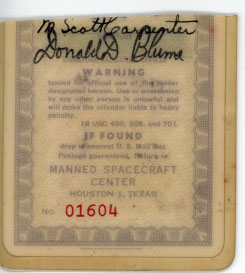 M Scott Carpenter
Donald D. Blume
WARNING
Issued for official use of the holder
designated hereon. Use or possession
by any other person is unlawful and
will make the offender liable to heavy
penalty.
18 USC 499, 506, and 701.
IF FOUND
drop in nearest U. S. Mail Box
Postage guaranteed. Return to
MANNED SPACECRAFT
CENTER
HOUSTON-1, TEXAS
No. 01604